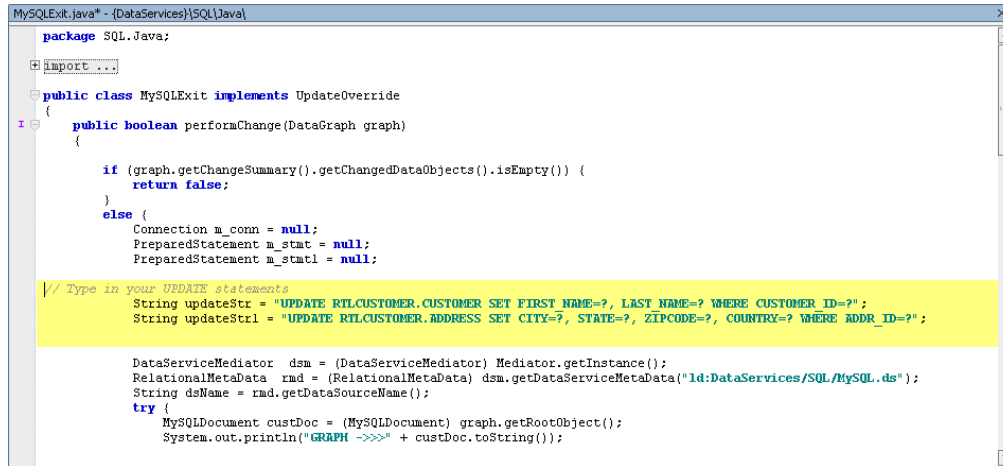 MySQLExit.java* - {DataServices}\SQL\Java\
package SQL.Java;
import ...
public class MySQLExit implements UpdateOverride
{
public boolean performChange(DataGraph graph)
{
if (graph.getChangeSummary().getChangedDataObjects().isEmpty()) {
return false;
}
else {
Connection m_conn = null;
PreparedStatement m_stmt = null;
PreparedStatement m_stmt1 = null;
// Type in your UPDATE statements
String updateStr = "UPDATE RTLCUSTOMER.CUSTOMER SET FIRST_NAME=?, LAST_NAME=? WHERE CUSTOMER_ID=?";
String updateStr1 = "UPDATE RTLCUSTOMER.ADDRESS SET CITY=?, STATE=?, ZIPCODE=?, COUNTRY=? WHERE ADDR_ID=?";
DataServiceMediator dsm = (DataServiceMediator) Mediator.getInstance();
RelationalMetaData rmd = (RelationalMetaData) dsm.getDataServiceMetaData("ld:DataServices/SQL/MySQL.ds");
String dsName = rmd.getDataSourceName();
try {
MySQLDocument custDoc = (MySQLDocument) graph.getRootObject();
System.out.println("GRAPH ->>>" + custDoc.toString());